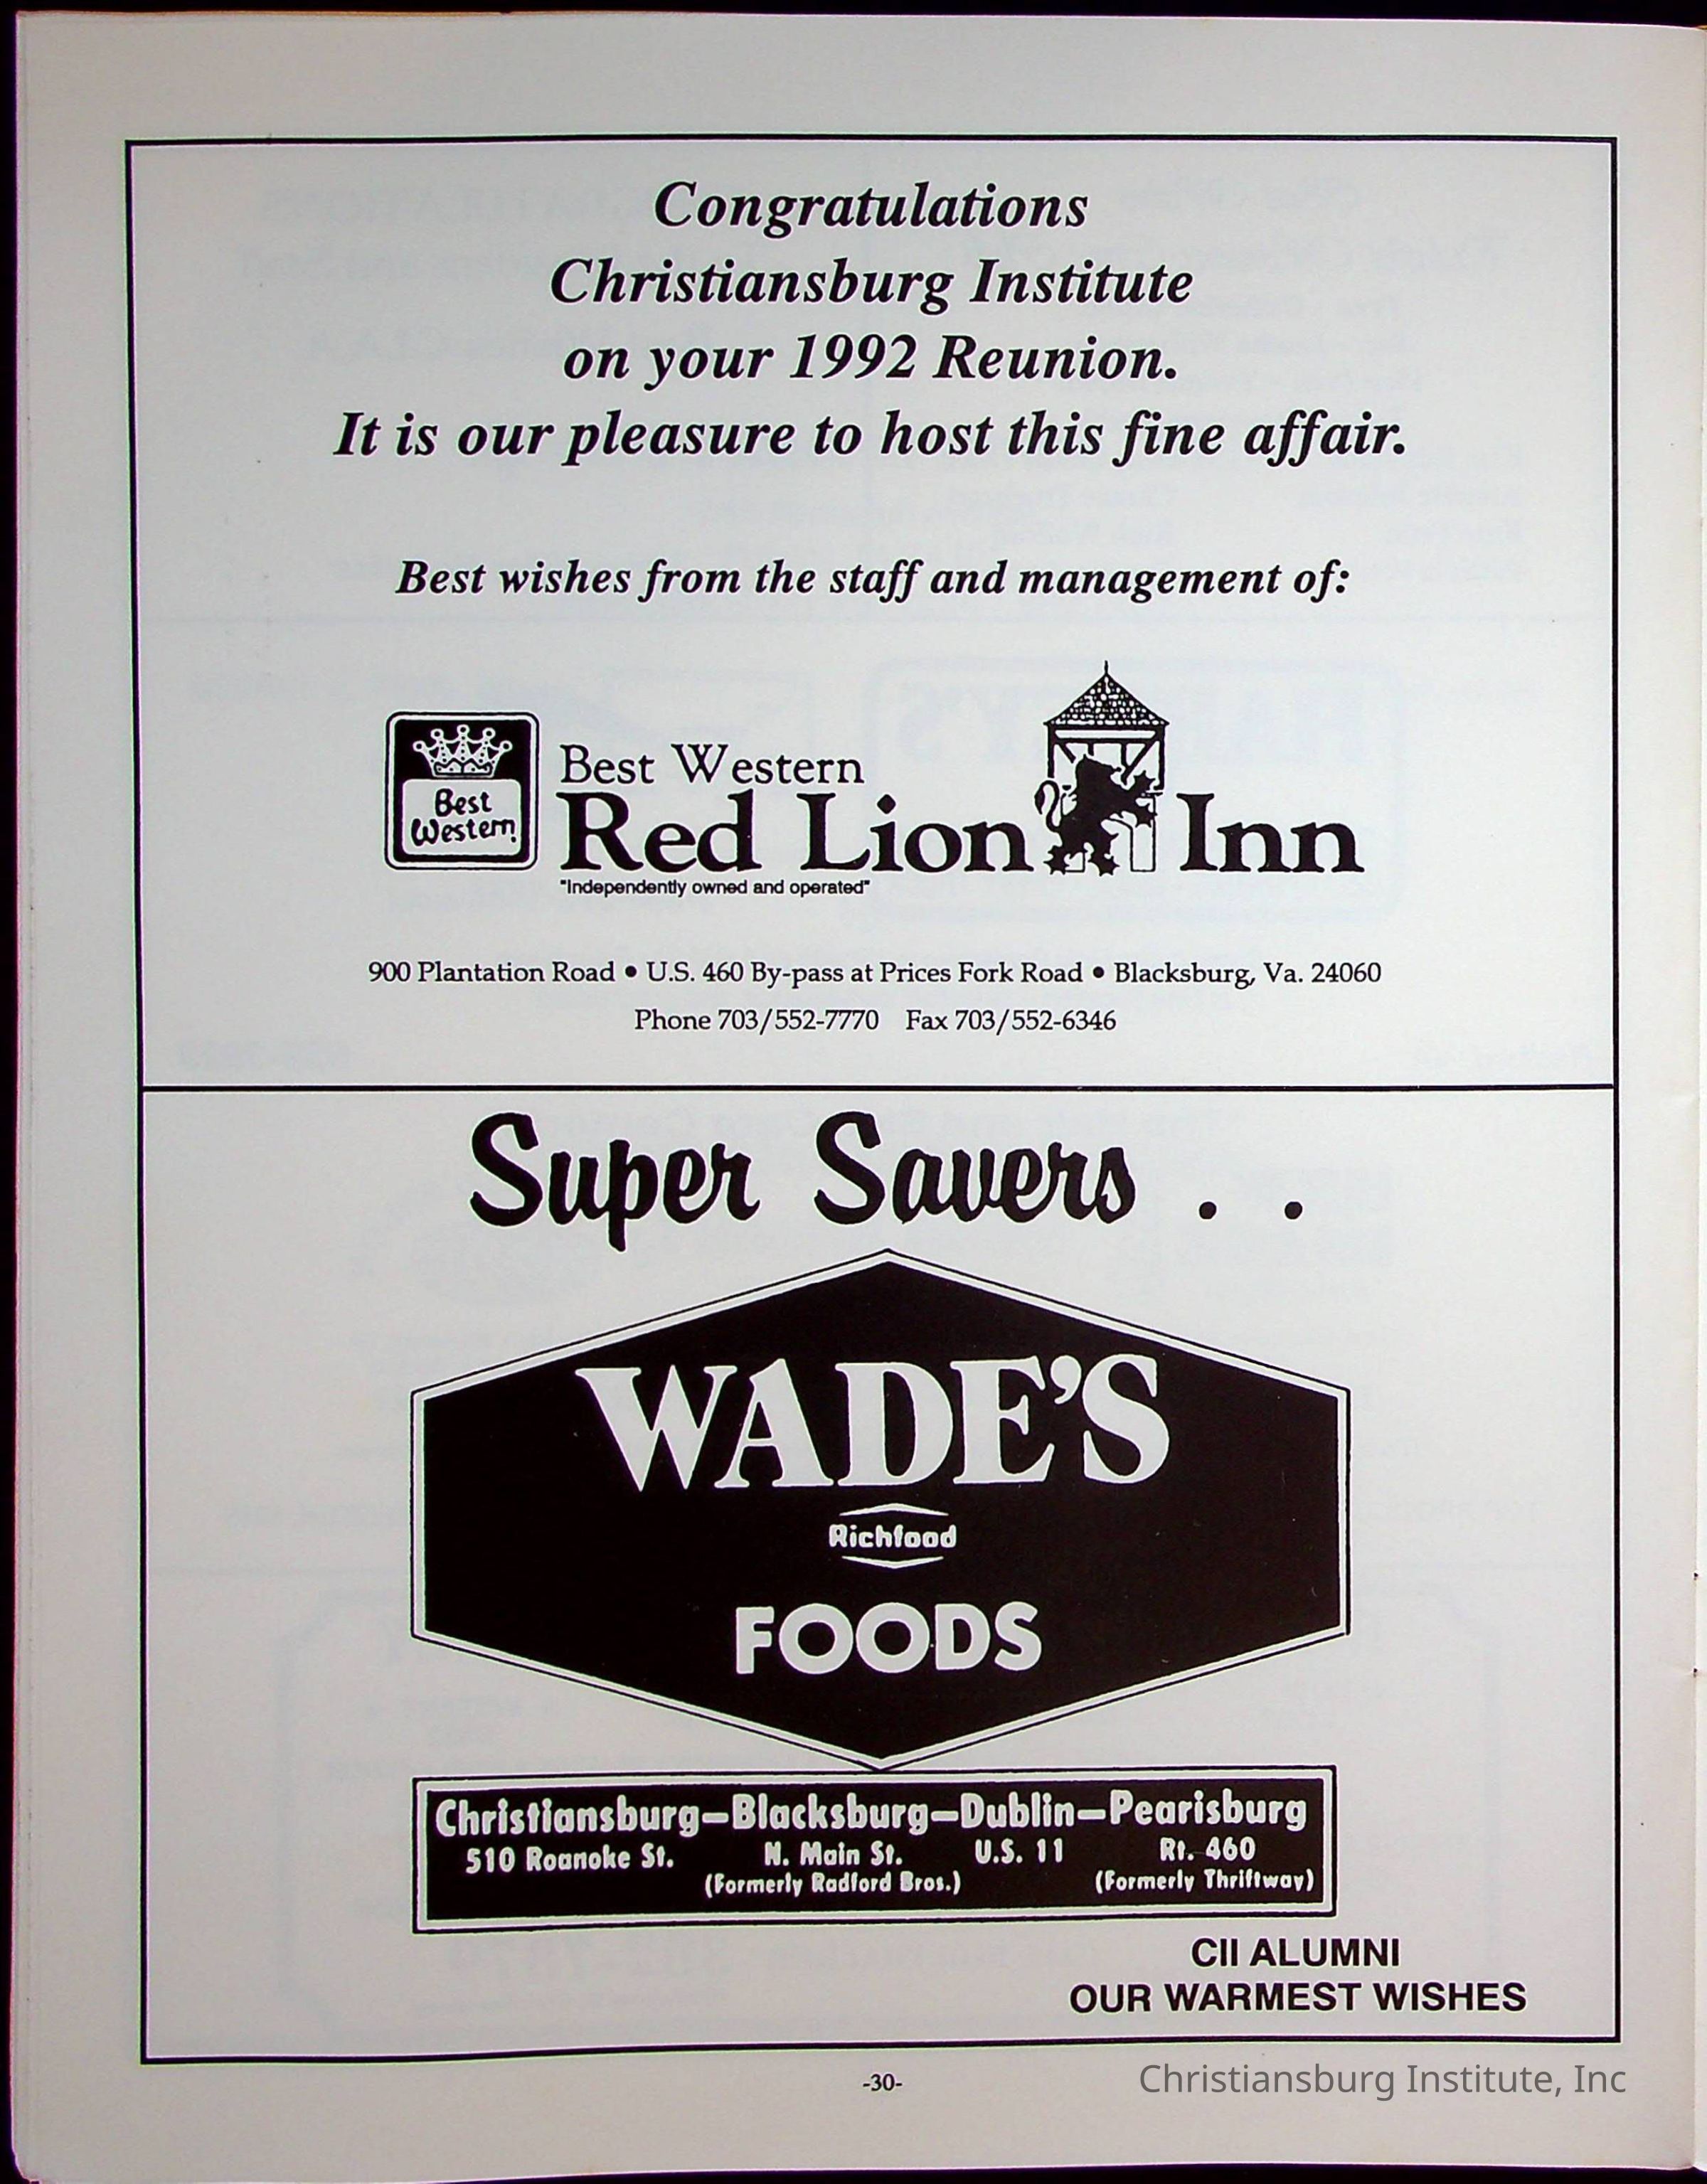 Congratulations
Christiansburg Institute
on your 1992 Reunion.
It is our pleasure to host this fine affair.
Best wishes from the staff and management of:
Best
Western
Best Western
Red Lion Inn
"Independently owned and operated"
900 Plantation Road • U.S. 460 By-pass at Prices Fork Road • Blacksburg, Va. 24060
Phone 703/552-7770 Fax 703/552-6346
Super Savers . .
WADE'S
Richfood
FOODS
Christiansburg—Blacksburg—Dublin—Pearisburg
510 Roanoke St. N. Main St. U.S. 11 Rt. 460
(Formerly Radford Bros.) (Formerly Thriftway)
CII ALUMNI
OUR WARMEST WISHES
-30-
Christiansburg Institute, Inc